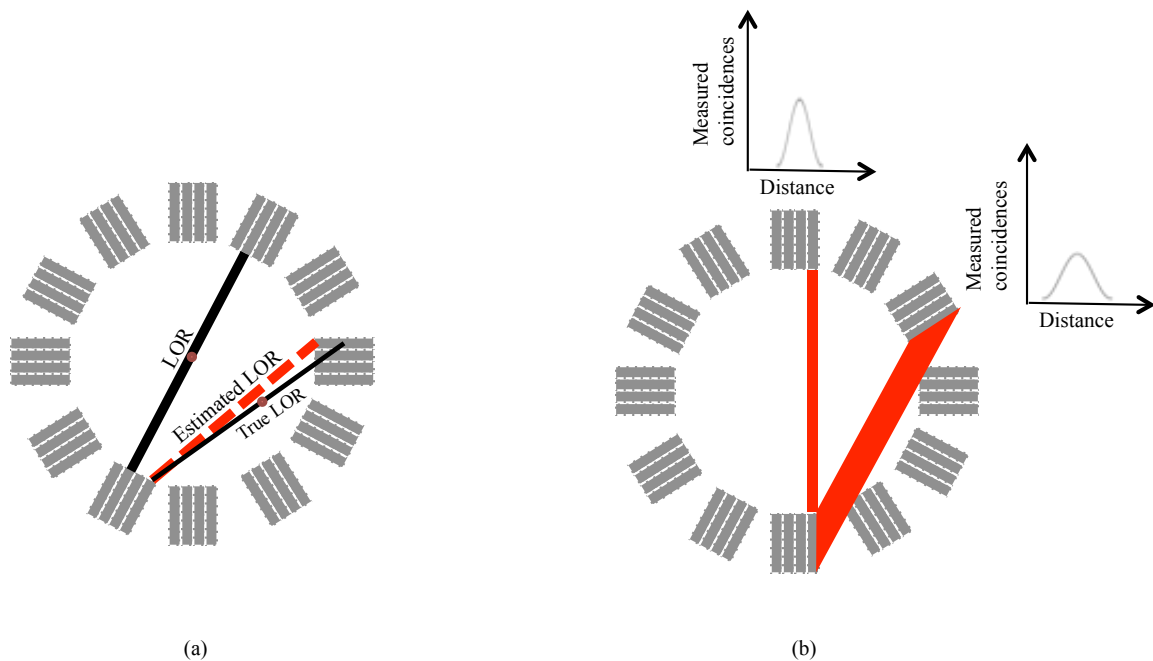 Measured
coincidences
Distance
Measured
coincidences
Distance
LOR
Estimated LOR
True LOR
(a)
(b)